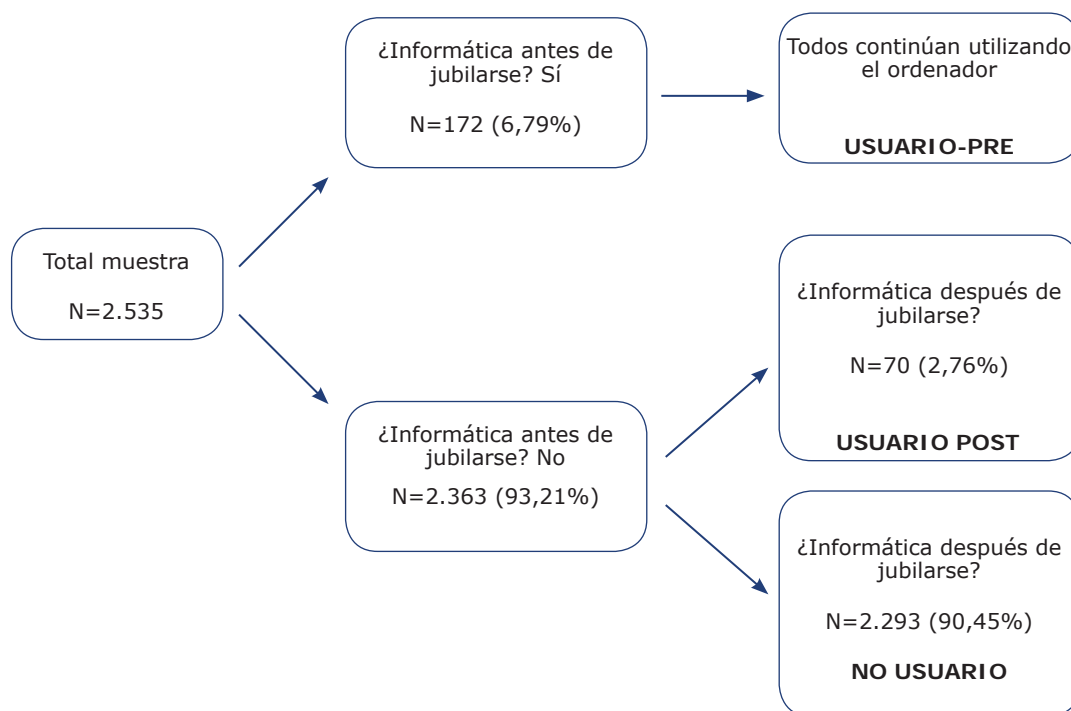 ¿Informática antes de
jubilarse? Sí
N=172 (6,79%)
Todos continúan utilizando
el ordenador
USUARIO-PRE
Total muestra
N=2.535
¿Informática antes de
jubilarse? No
N=2.363 (93,21%)
¿Informática después de
jubilarse?
N=70 (2,76%)
USUARIO POST
¿Informática después de
jubilarse?
N=2.293 (90,45%)
NO USUARIO